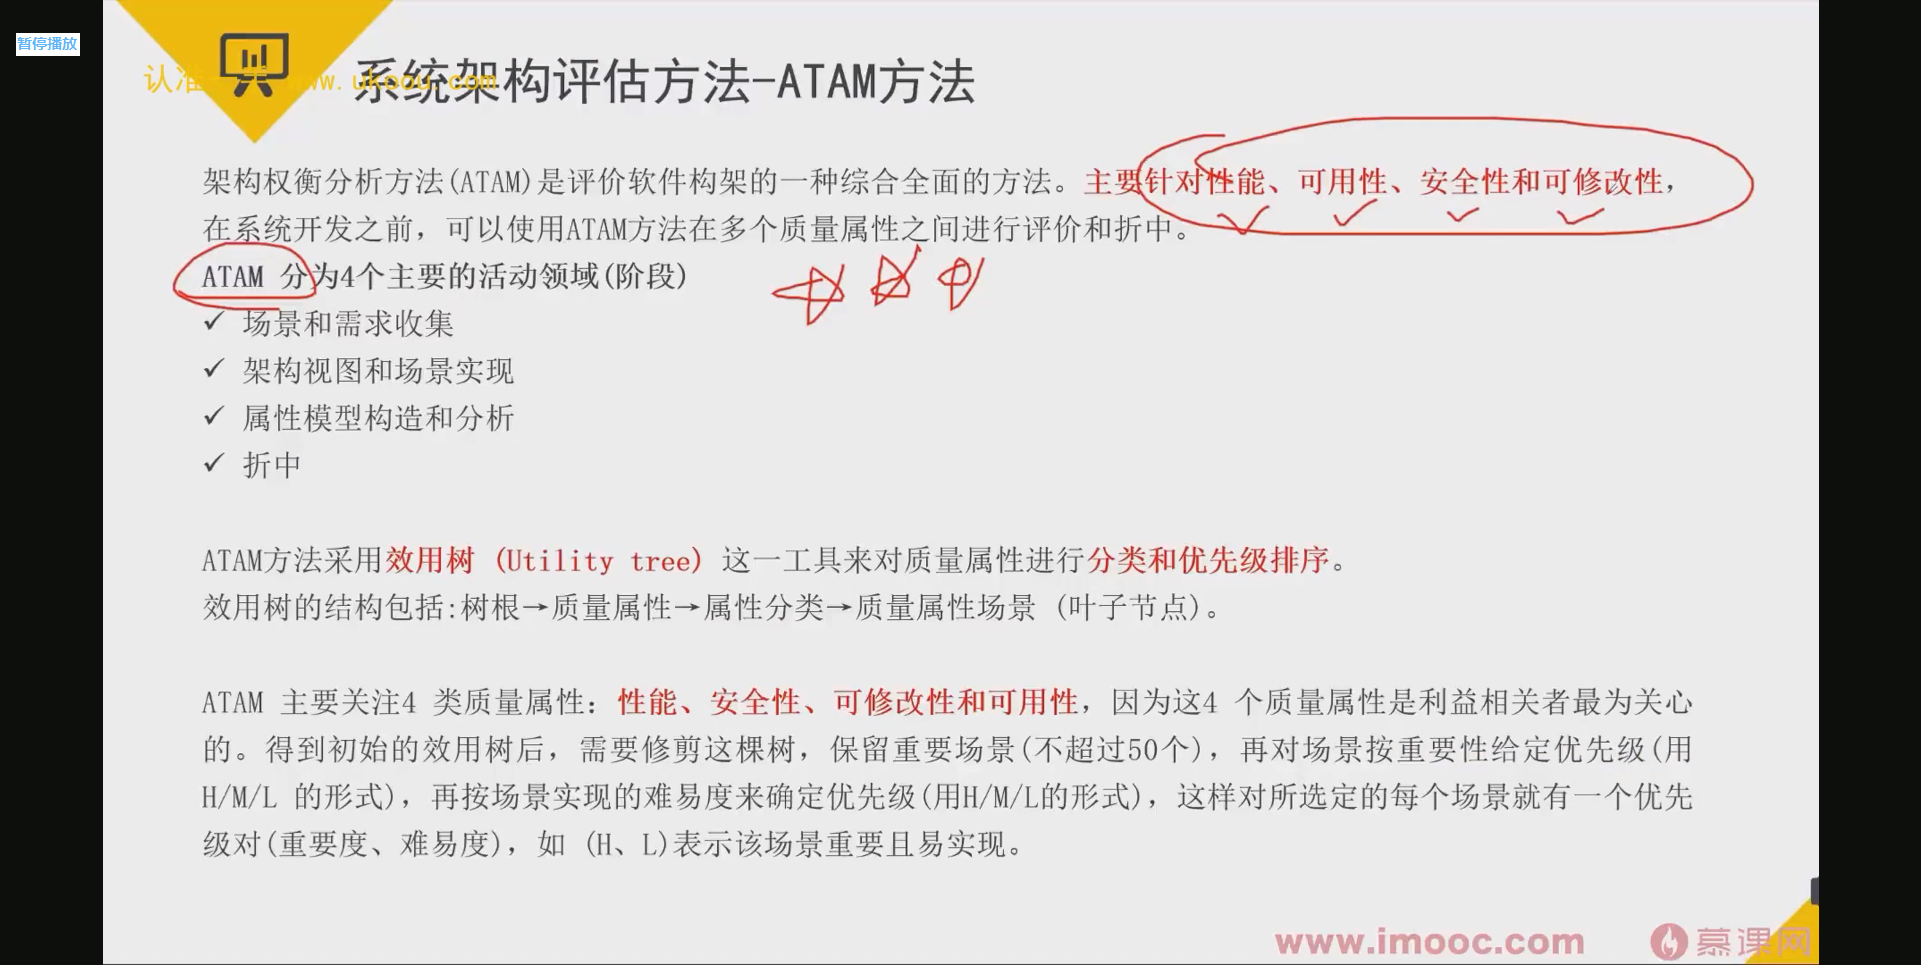 暂停播放
认准一手 www.ukoou.com
系统架构评估方法-ATAM方法
架构权衡分析方法(ATAM)是评价软件构架的一种综合全面的方法。主要针对性能、可用性、安全性和可修改性，
在系统开发之前，可以使用ATAM方法在多个质量属性之间进行评价和折中。
ATAM 分为4个主要的活动领域(阶段)
✓ 场景和需求收集
✓ 架构视图和场景实现
✓ 属性模型构造和分析
✓ 折中
ATAM方法采用效用树 (Utility tree) 这一工具来对质量属性进行分类和优先级排序。
效用树的结构包括:树根→质量属性→属性分类→质量属性场景 (叶子节点)。
ATAM 主要关注4 类质量属性：性能、安全性、可修改性和可用性，因为这4 个质量属性是利益相关者最为关心
的。得到初始的效用树后，需要修剪这棵树，保留重要场景(不超过50个)，再对场景按重要性给定优先级(用
H/M/L 的形式)，再按场景实现的难易度来确定优先级(用H/M/L的形式)，这样对所选定的每个场景就有一个优先
级对(重要度、难易度)，如 (H、L)表示该场景重要且易实现。
www.imooc.com 慕课网